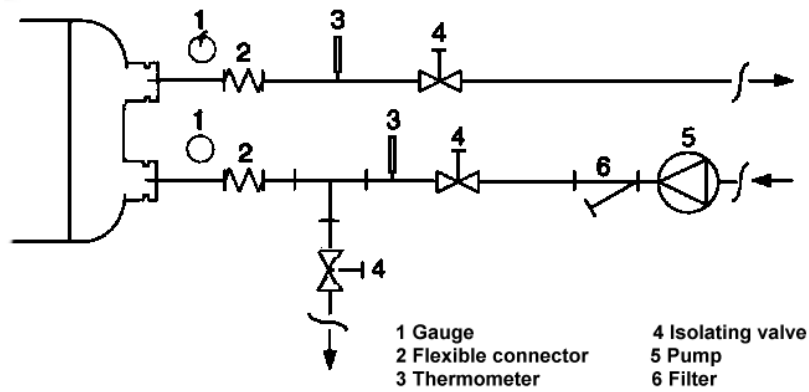 1 3 4
2
1 3 4 5
2 6
4
1 Gauge 4 Isolating valve
2 Flexible connector 5 Pump
3 Thermometer 6 Filter